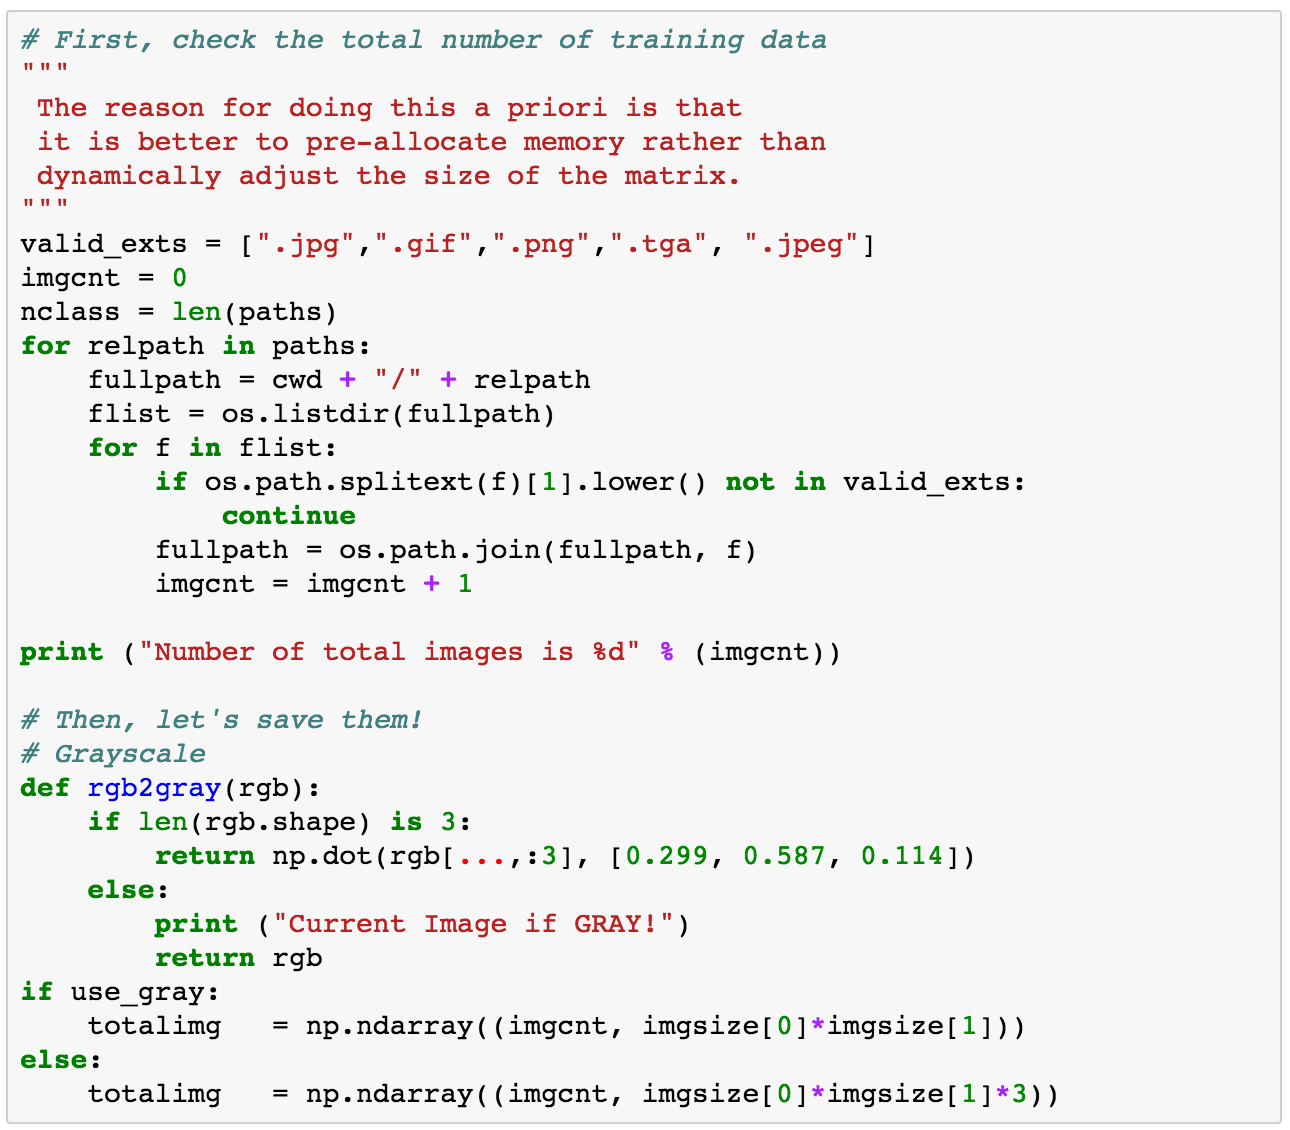 # First, check the total number of training data
"""
 The reason for doing this a priori is that
 it is better to pre-allocate memory rather than
 dynamically adjust the size of the matrix.
"""
valid_exts = [".jpg",".gif",".png",".tga", ".jpeg"]
imgcnt = 0
nclass = len(paths)
for relpath in paths:
    fullpath = cwd + "/" + relpath
    flist = os.listdir(fullpath)
    for f in flist:
        if os.path.splitext(f)[1].lower() not in valid_exts:
            continue
        fullpath = os.path.join(fullpath, f)
        imgcnt = imgcnt + 1

print ("Number of total images is %d" % (imgcnt))

# Then, let's save them!
# Grayscale
def rgb2gray(rgb):
    if len(rgb.shape) is 3:
        return np.dot(rgb[...,:3], [0.299, 0.587, 0.114])
    else:
        print ("Current Image if GRAY!")
        return rgb
if use_gray:
    totalimg   = np.ndarray((imgcnt, imgsize[0]*imgsize[1]))
else:
    totalimg   = np.ndarray((imgcnt, imgsize[0]*imgsize[1]*3))